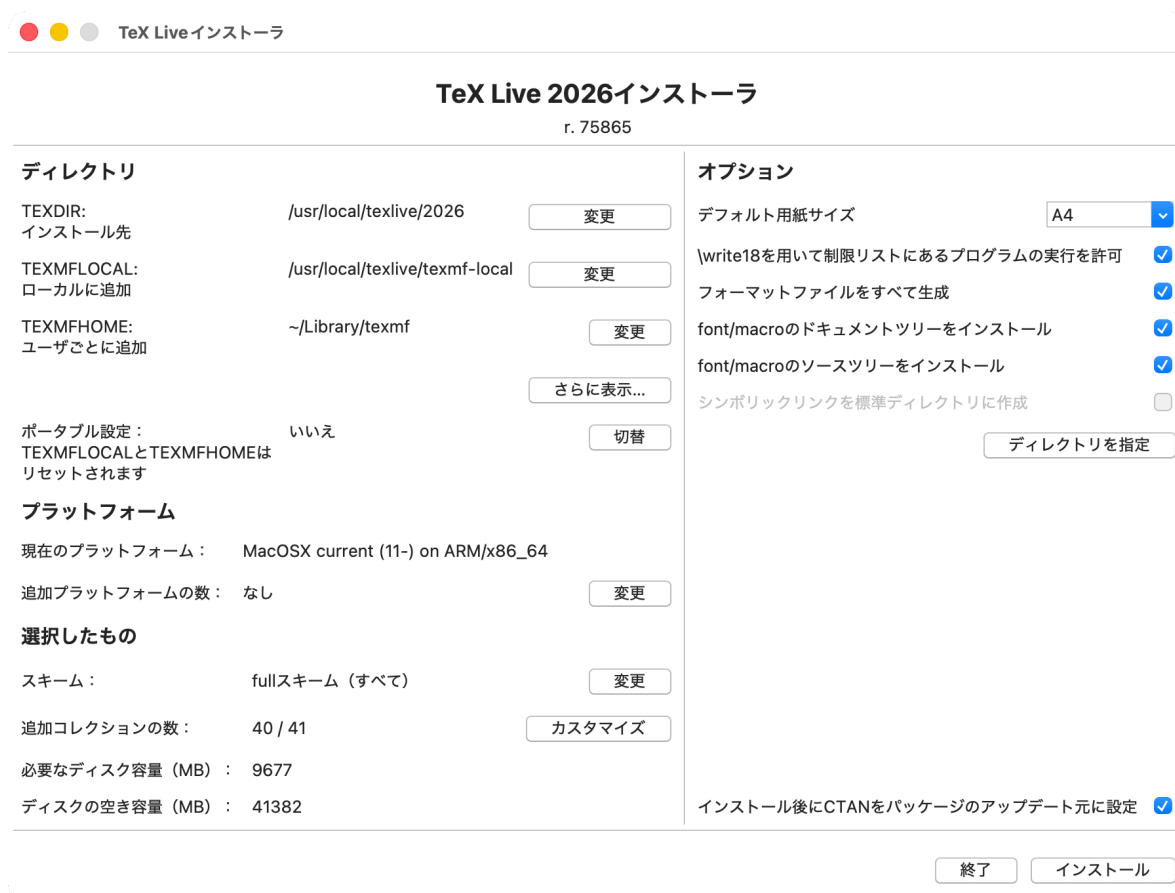 TeX Liveインストーラ
TeX Live 2026インストーラ
r. 75865
ディレクトリ
TEXDIR:
インストール先
/usr/local/texlive/2026
変更
TEXMFLOCAL:
ローカルに追加
/usr/local/texlive/texmf-local
変更
TEXMFHOME:
ユーザごとに追加
~/Library/texmf
変更
さらに表示...
ポータブル設定：
TEXMFLOCALとTEXMFHOMEは
リセットされます
いいえ
切替
プラットフォーム
現在のプラットフォーム：
MacOSX current (11-) on ARM/x86_64
追加プラットフォームの数：
なし
変更
選択したもの
スキーム：
fullスキーム（すべて）
変更
追加コレクションの数：
40 / 41
カスタマイズ
必要なディスク容量（MB）：
9677
ディスクの空き容量（MB）：
41382
オプション
デフォルト用紙サイズ
A4
\write18を用いて制限リストにあるプログラムの実行を許可
フォーマットファイルをすべて生成
font/macroのドキュメントツリーをインストール
font/macroのソースツリーをインストール
シンボリックリンクを標準ディレクトリに作成
ディレクトリを指定
インストール後にCTANをパッケージのアップデート元に設定
終了
インストール